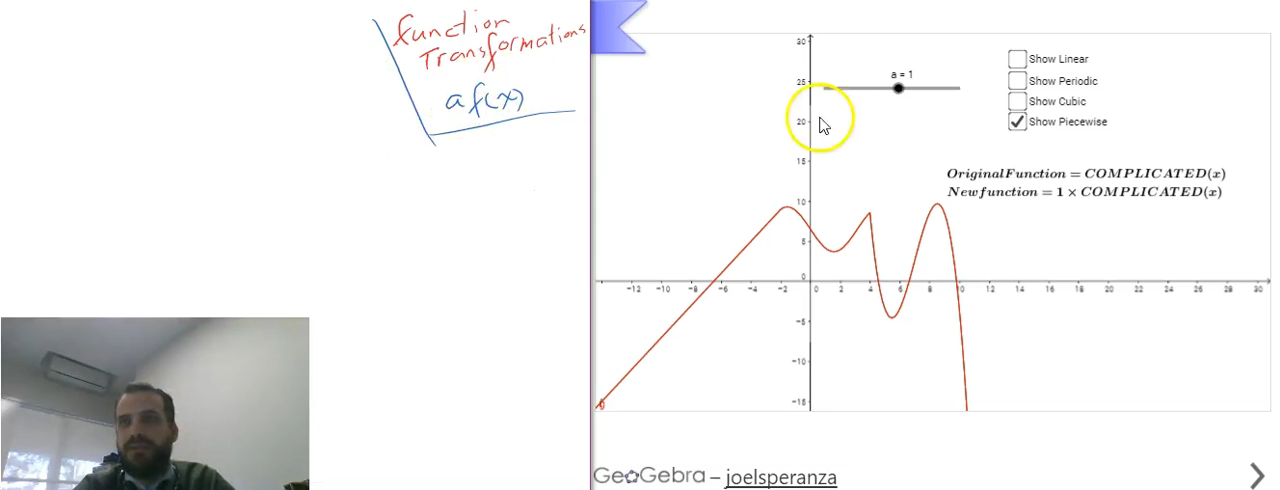 function
Transformations
a f(x)
a = 1
Show Linear
Show Periodic
Show Cubic
Show Piecewise
OriginalFunction = COMPLICATED(x)
Newfunction = 1 × COMPLICATED(x)
30
25
20
15
10
5
0
−5
−10
−15
−12 −10 −8 −6 −4 −2 0 2 4 6 8 10 12 14 16 18 20 22 24 26 28 30
GeoGebra – joelsperanza